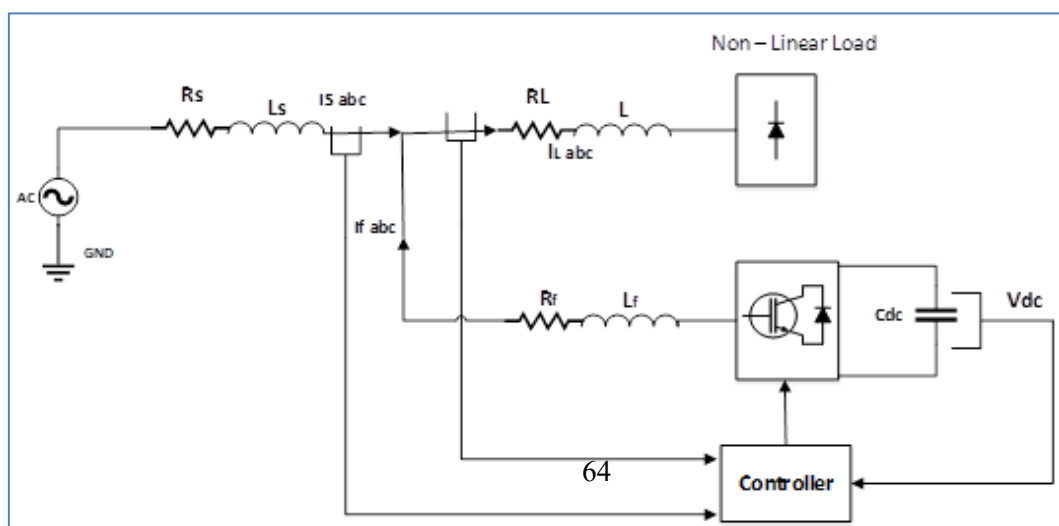 Non – Linear Load
Rs
Ls
IS abc
RL
L
IL abc
AC
GND
If abc
Rf
Lf
Cdc
Vdc
64
Controller